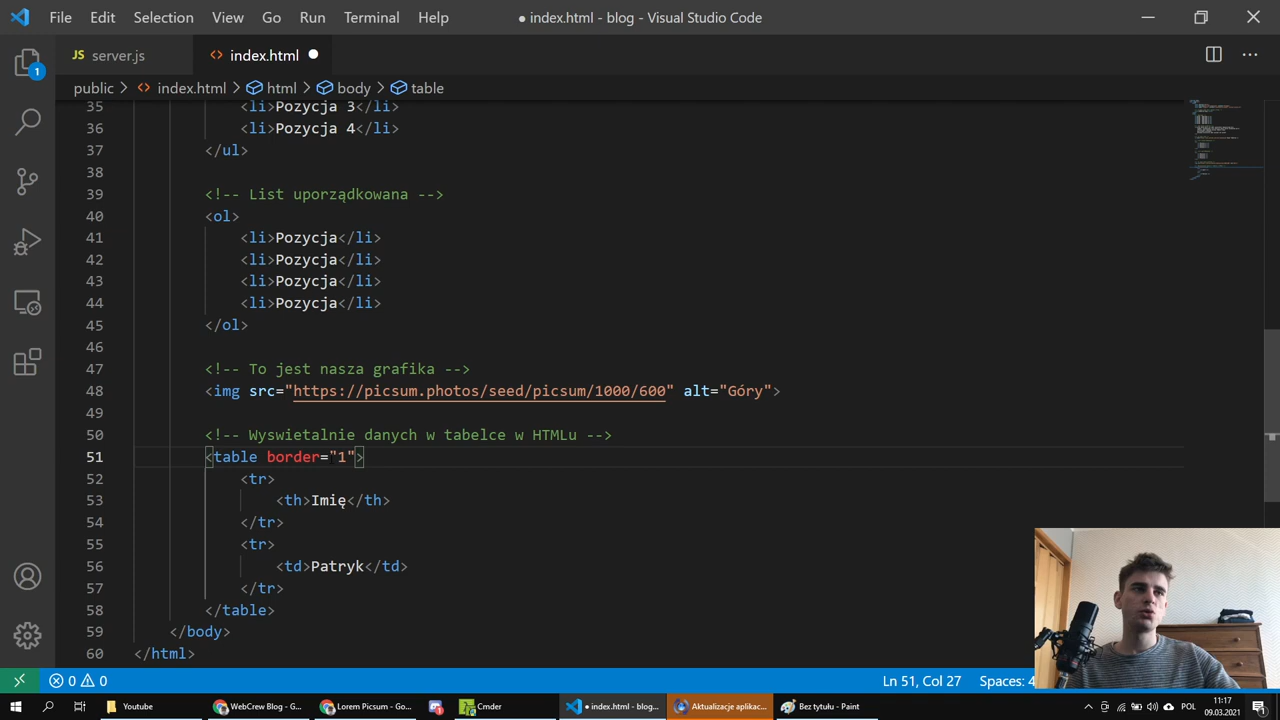 File Edit Selection View Go Run Terminal Help ● index.html - blog - Visual Studio Code
JS server.js <> index.html ●
public > <> index.html > html > body > table
35 <li>Pozycja 3</li>
36 <li>Pozycja 4</li>
37 </ul>
38
39 <!-- List uporządkowana -->
40 <ol>
41 <li>Pozycja</li>
42 <li>Pozycja</li>
43 <li>Pozycja</li>
44 <li>Pozycja</li>
45 </ol>
46
47 <!-- To jest nasza grafika -->
48 <img src="https://picsum.photos/seed/picsum/1000/600" alt="Góry">
49
50 <!-- Wyswietalnie danych w tabelce w HTMLu -->
51 <table border="1">
52 <tr>
53 <th>Imię</th>
54 </tr>
55 <tr>
56 <td>Patryk</td>
57 </tr>
58 </table>
59 </body>
60 </html>
1
0 0 Ln 51, Col 27 Spaces: 4
Youtube WebCrew Blog - G... Lorem Picsum - Go... Cmder ● index.html - blog... Aktualizacje aplikac... Bez tytułu - Paint POL 11:17
09.03.2021 1